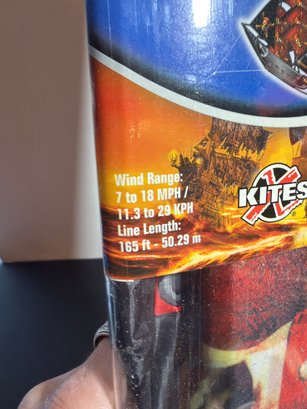 Wind Range:
7 to 18 MPH /
11.3 to 29 KPH
Line Length:
165 ft - 50.29 m
KITES